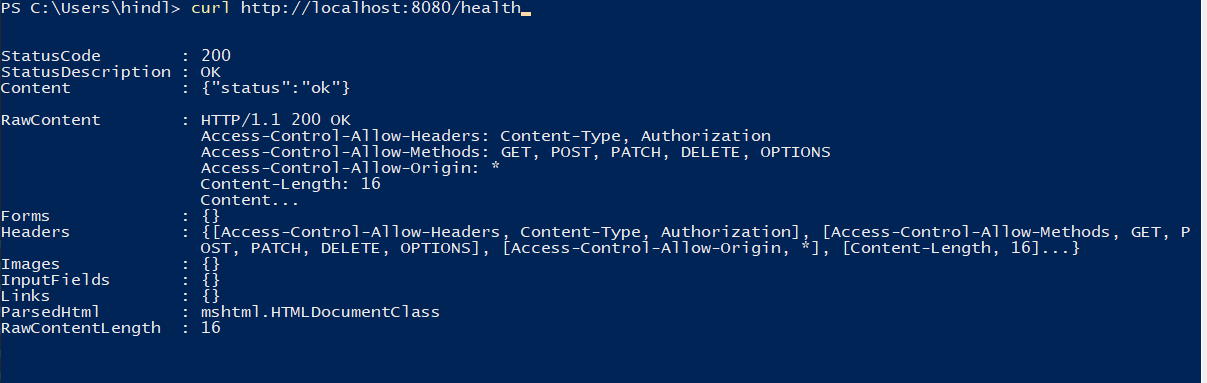 PS C:\Users\hindl> curl http://localhost:8080/health
StatusCode        : 200
StatusDescription : OK
Content           : {"status":"ok"}
RawContent        : HTTP/1.1 200 OK
                    Access-Control-Allow-Headers: Content-Type, Authorization
                    Access-Control-Allow-Methods: GET, POST, PATCH, DELETE, OPTIONS
                    Access-Control-Allow-Origin: *
                    Content-Length: 16
                    Content...
Forms             : {}
Headers           : {[Access-Control-Allow-Headers, Content-Type, Authorization], [Access-Control-Allow-Methods, GET, P
                    OST, PATCH, DELETE, OPTIONS], [Access-Control-Allow-Origin, *], [Content-Length, 16]...}
Images            : {}
InputFields       : {}
Links             : {}
ParsedHtml        : mshtml.HTMLDocumentClass
RawContentLength  : 16